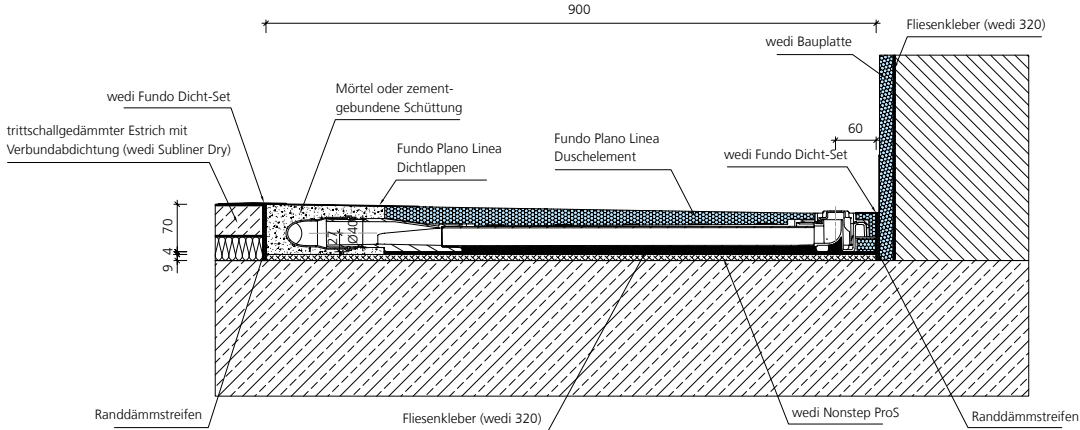 900
Fliesenkleber (wedi 320)
wedi Bauplatte
Mörtel oder zement-
gebundene Schüttung
wedi Fundo Dicht-Set
trittschallgedämmter Estrich mit
Verbundabdichtung (wedi Subliner Dry)
Fundo Plano Linea
Dichtlappen
Fundo Plano Linea
Duschelement
60
wedi Fundo Dicht-Set
70
4
9
27
Ø40
Randdämmstreifen
Fliesenkleber (wedi 320)
wedi Nonstep ProS
Randdämmstreifen